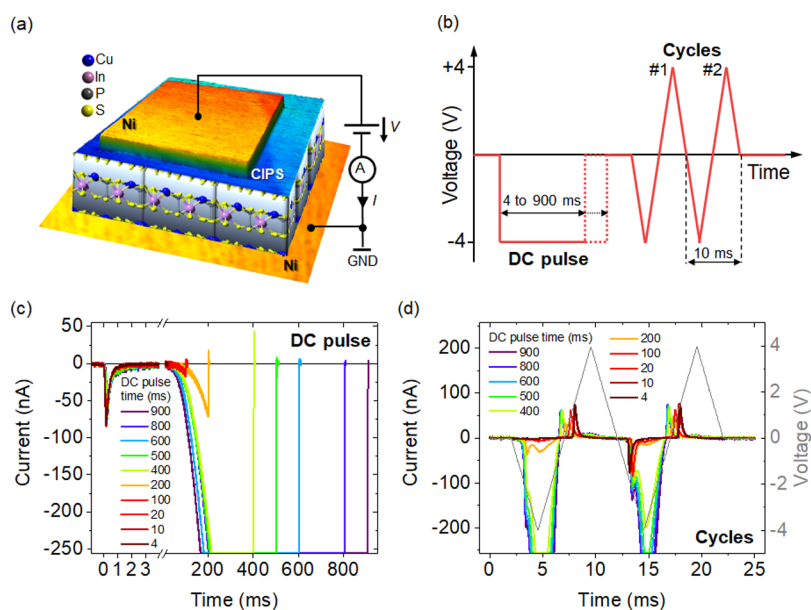 (a)
Cu
In
P
S
Ni
CIPS
V
A
I
GND
Ni
(b)
Cycles
#1 #2
+4
Voltage (V)
Time
4 to 900 ms
-4
DC pulse
10 ms
(c)
DC pulse
50
0
-50
-100
-150
-200
-250
Current (nA)
DC pulse
time (ms)
900
800
600
500
400
200
100
20
10
4
0 1 2 3 200 400 600 800
Time (ms)
(d)
DC pulse time (ms)
900
800
600
500
400
200
100
20
10
4
200
100
0
-100
-200
Current (nA)
4
2
0
-2
-4
Voltage (V)
Cycles
0 5 10 15 20 25
Time (ms)